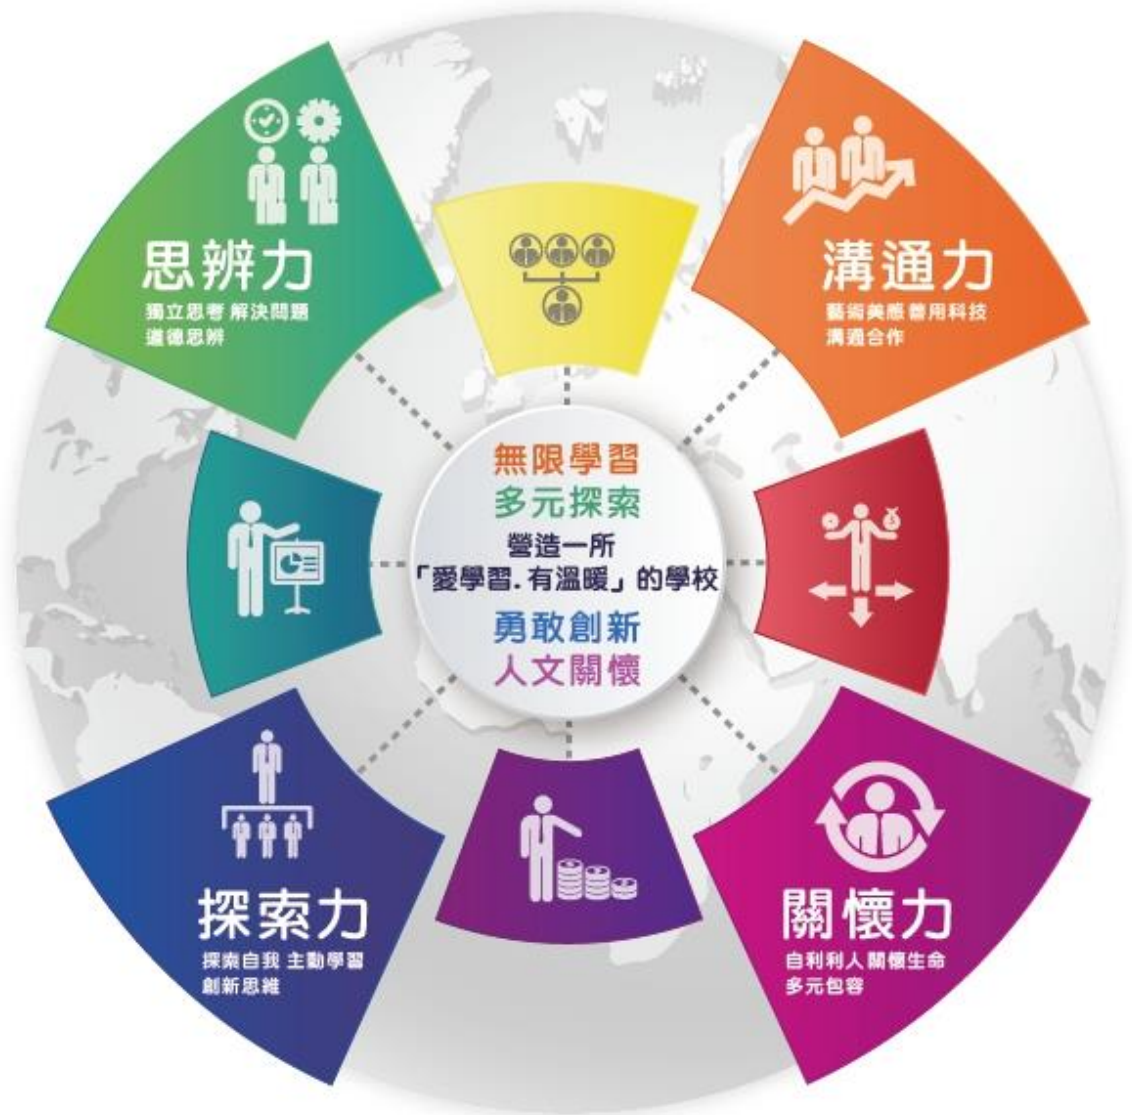 思辨力
獨立思考 解決問題
道德思辨
溝通力
藝術美感 善用科技
溝通合作
無限學習
多元探索
營造一所
「愛學習.有溫暖」的學校
勇敢創新
人文關懷
探索力
探索自我 主動學習
創新思維
關懷力
自利利人 關懷生命
多元包容